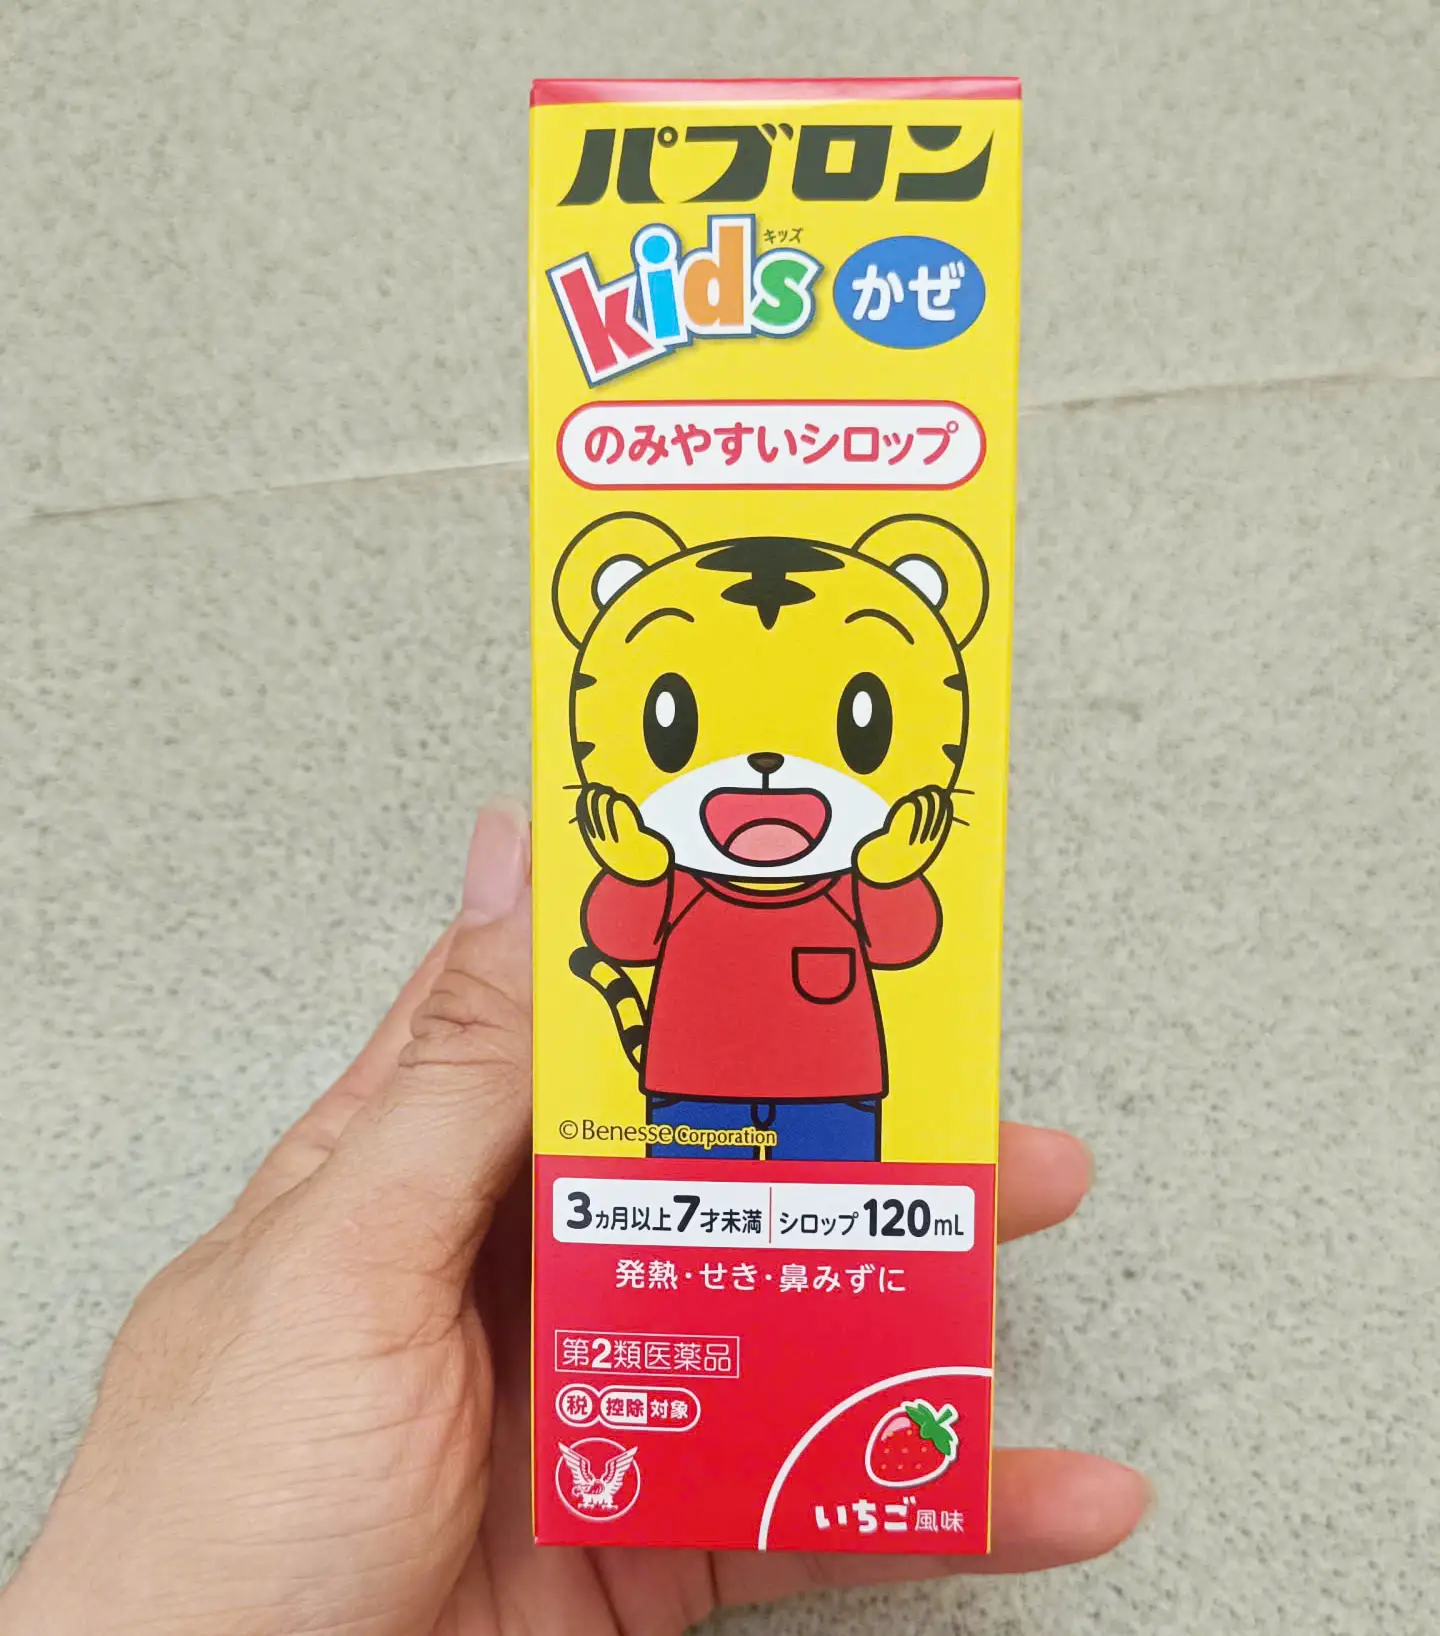 パブロン
kids キッズ かぜ
のみやすいシロップ
©Benesse Corporation
3ヵ月以上7才未満 シロップ120mL
発熱・せき・鼻みずに
第2類医薬品
税 控除対象
いちご風味